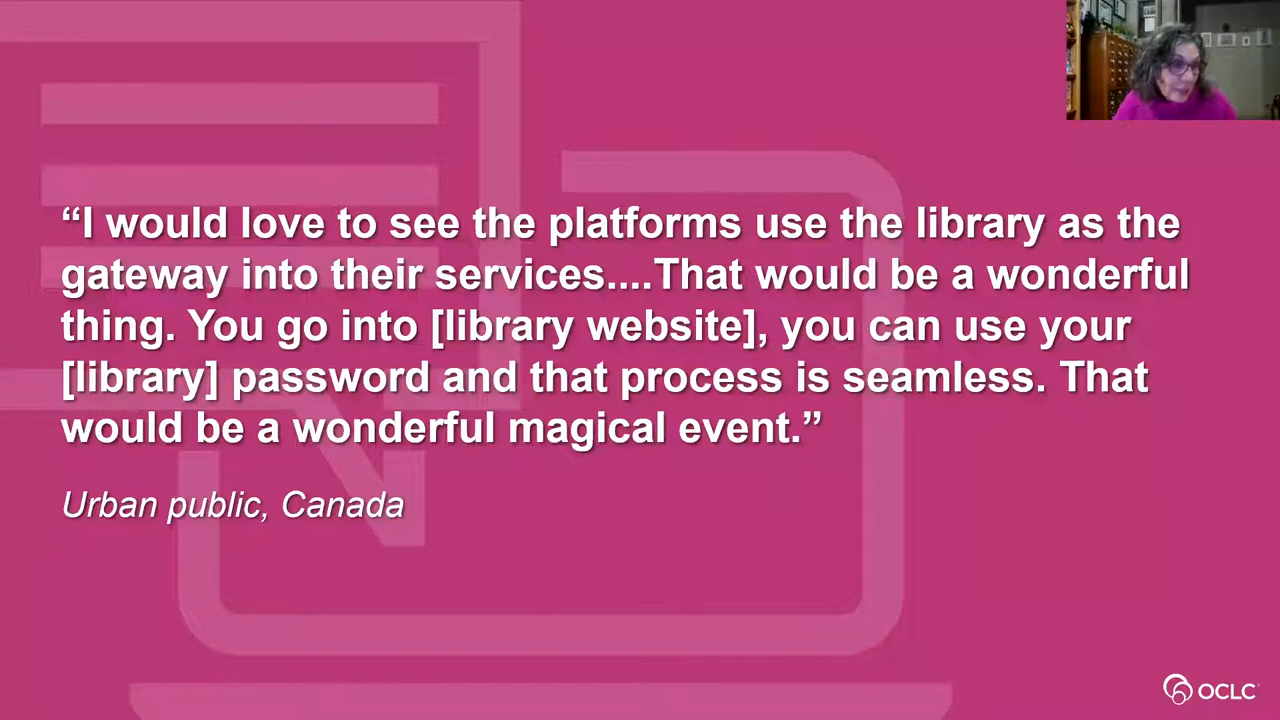 “I would love to see the platforms use the library as the
gateway into their services....That would be a wonderful
thing. You go into [library website], you can use your
[library] password and that process is seamless. That
would be a wonderful magical event.”
Urban public, Canada
OCLC